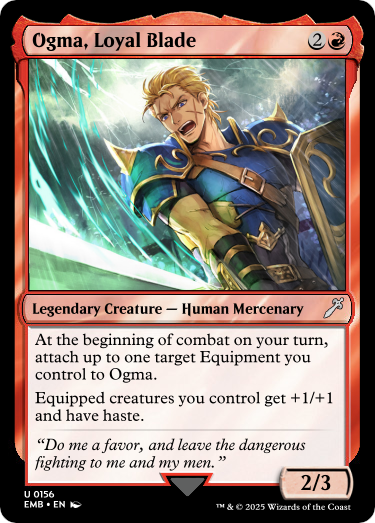 Ogma, Loyal Blade 2
Legendary Creature — Human Mercenary
At the beginning of combat on your turn,
attach up to one target Equipment you
control to Ogma.
Equipped creatures you control get +1/+1
and have haste.
“Do me a favor, and leave the dangerous
fighting to me and my men.”
2/3
U 0156
EMB • EN
™ & © 2025 Wizards of the Coast